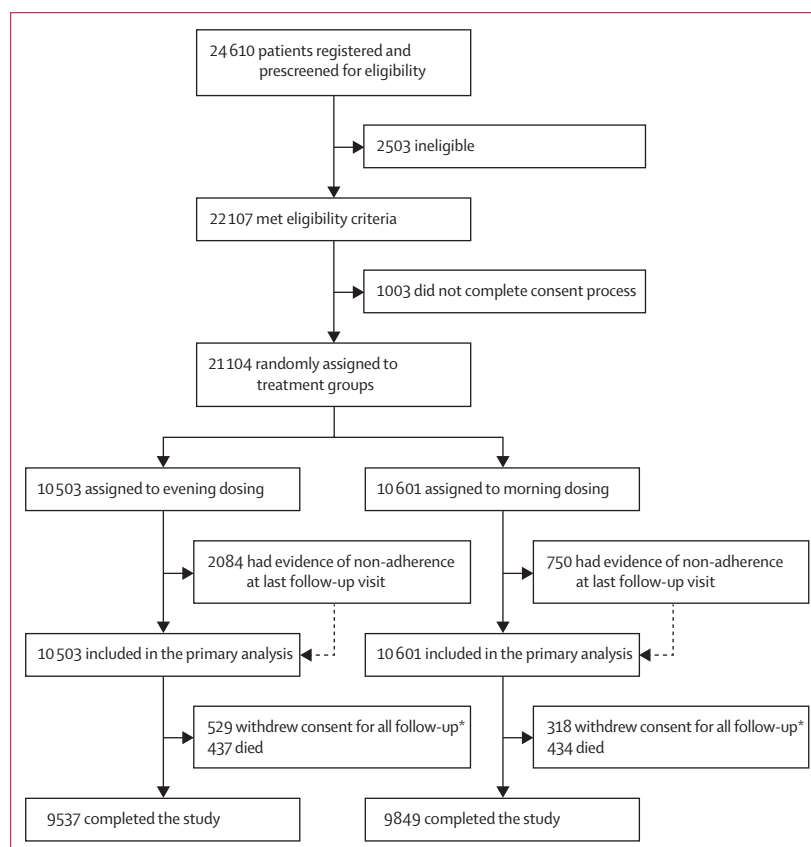 24 610 patients registered and
prescreened for eligibility
2503 ineligible
22 107 met eligibility criteria
1003 did not complete consent process
21 104 randomly assigned to
treatment groups
10 503 assigned to evening dosing
10 601 assigned to morning dosing
2084 had evidence of non-adherence
at last follow-up visit
750 had evidence of non-adherence
at last follow-up visit
10 503 included in the primary analysis
10 601 included in the primary analysis
529 withdrew consent for all follow-up*
437 died
318 withdrew consent for all follow-up*
434 died
9537 completed the study
9849 completed the study